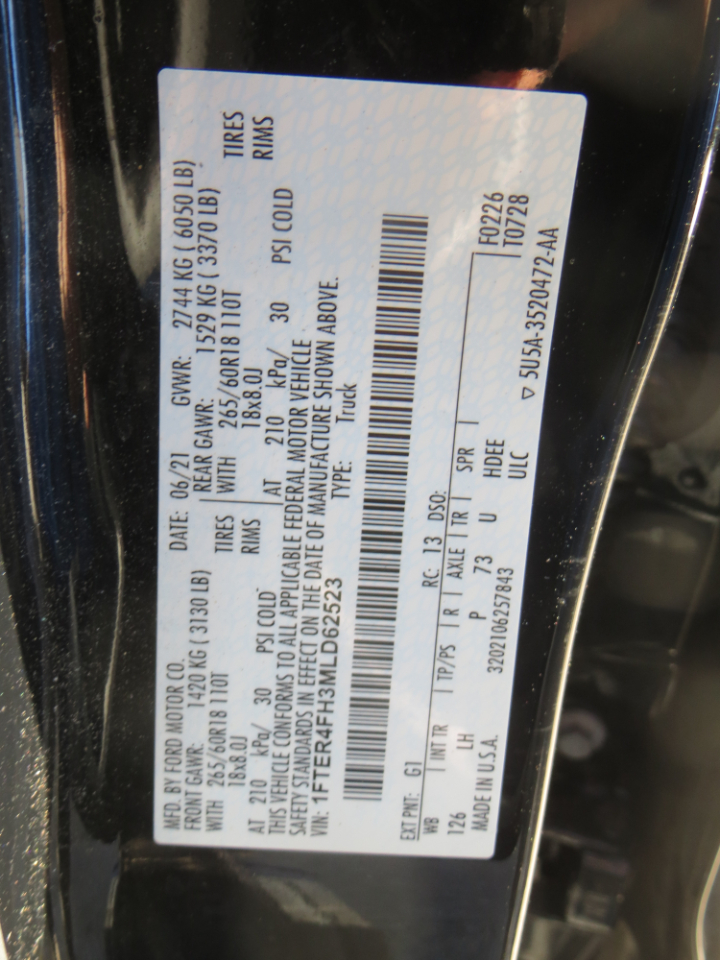 MFD. BY FORD MOTOR CO. DATE: 06/21 GVWR: 2744 KG ( 6050 LB)
FRONT GAWR: 1420 KG ( 3130 LB) REAR GAWR: 1529 KG ( 3370 LB)
WITH 265/60R18 110T TIRES WITH 265/60R18 110T TIRES
18x8.0J RIMS 18x8.0J RIMS
AT 210 kPa/ 30 PSI COLD AT 210 kPa/ 30 PSI COLD
THIS VEHICLE CONFORMS TO ALL APPLICABLE FEDERAL MOTOR VEHICLE
SAFETY STANDARDS IN EFFECT ON THE DATE OF MANUFACTURE SHOWN ABOVE.
VIN: 1FTER4FH3MLD62523 TYPE: Truck
EXT PNT: G1 RC: 13 DSO: F0226
WB INT TR TP/PS R AXLE TR SPR T0728
126 LH P 73 U HDEE
MADE IN U.S.A. 3202106257843 ULC ▽ 5U5A-3520472-AA